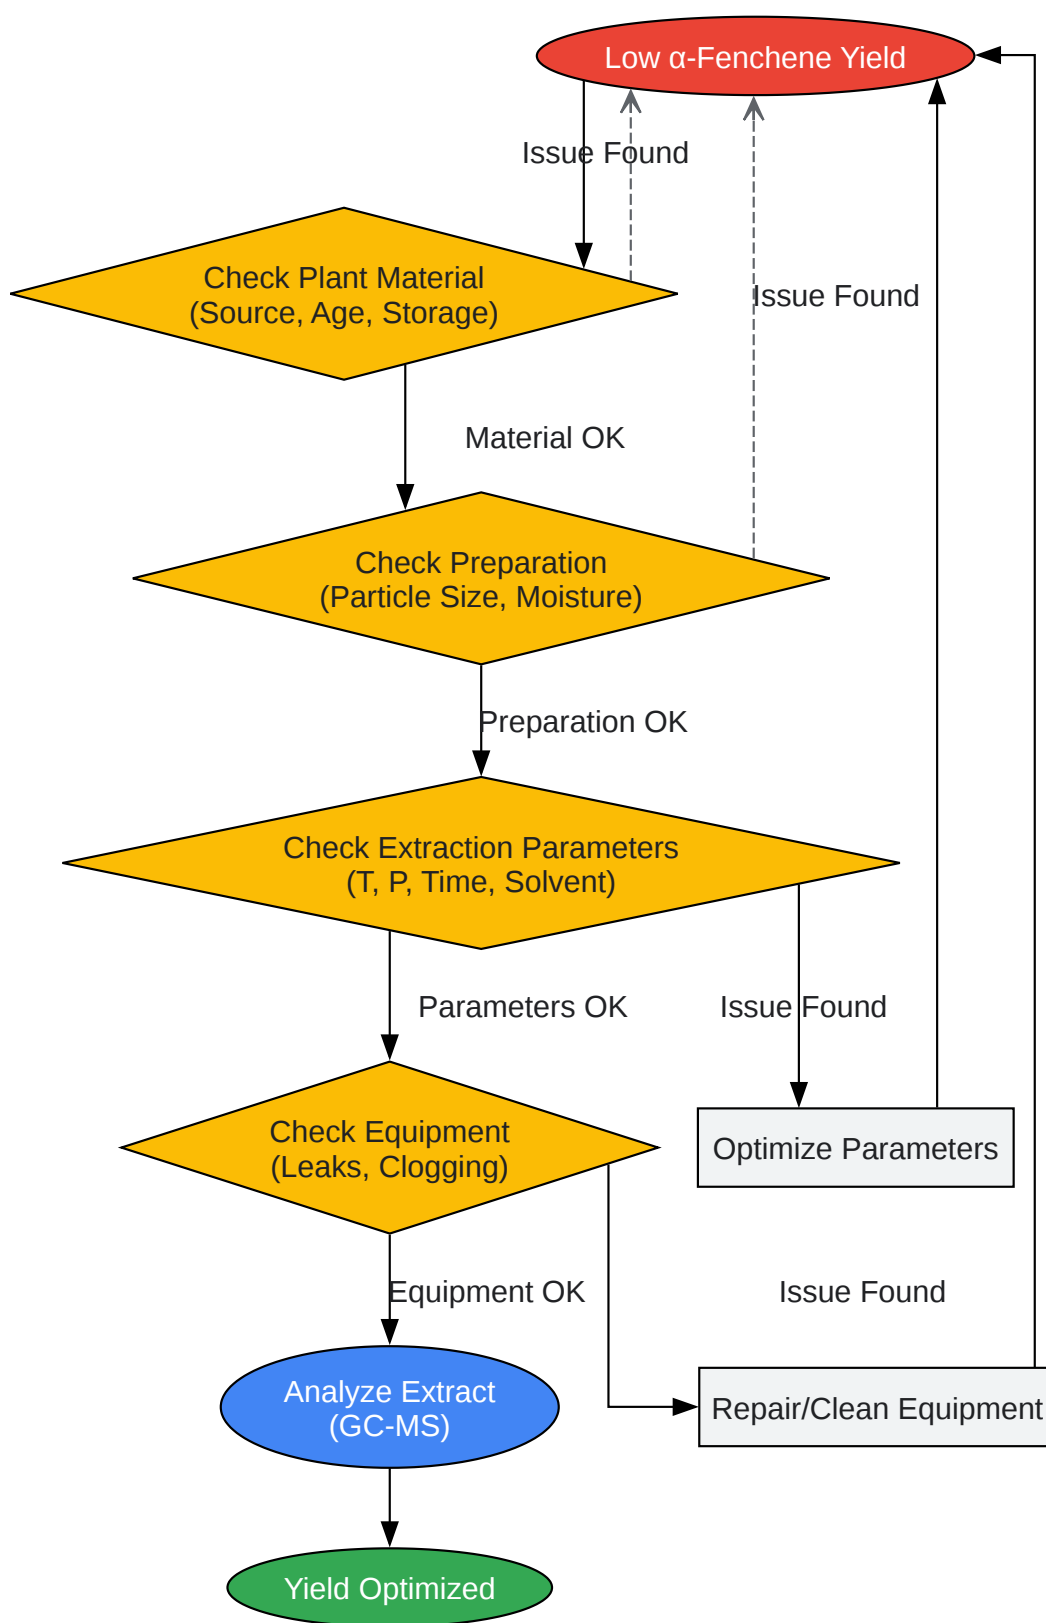 Low α-Fenchene Yield
Issue Found
Check Plant Material
(Source, Age, Storage)
Issue Found
Material OK
Check Preparation
(Particle Size, Moisture)
Preparation OK
Check Extraction Parameters
(T, P, Time, Solvent)
Parameters OK
Issue Found
Check Equipment
(Leaks, Clogging)
Optimize Parameters
Equipment OK
Issue Found
Analyze Extract
(GC-MS)
Repair/Clean Equipment
Yield Optimized